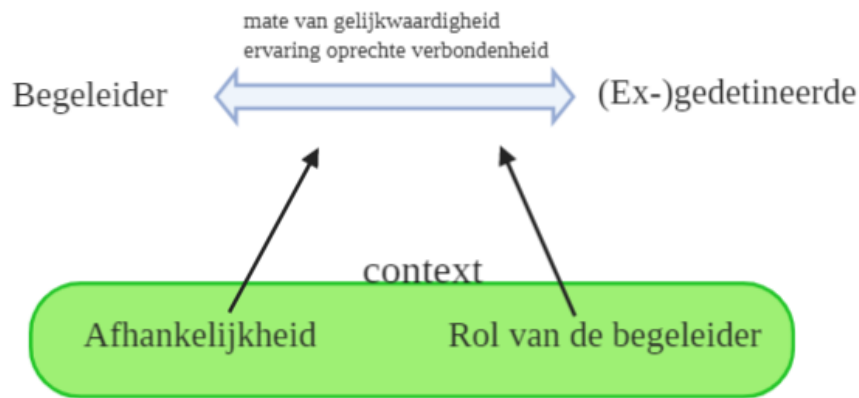 mate van gelijkwaardigheid
ervaring oprechte verbondenheid
Begeleider
(Ex-)gedetineerde
context
Afhankelijkheid
Rol van de begeleider